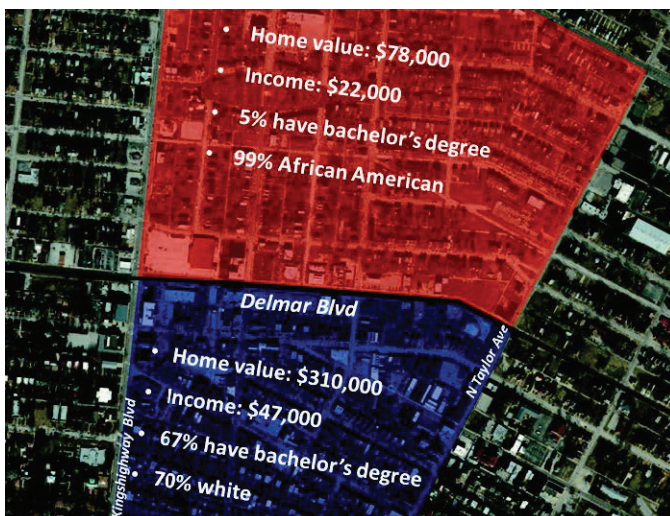 • Home value: $78,000
• Income: $22,000
• 5% have bachelor's degree
• 99% African American
Delmar Blvd
N Taylor Ave
• Home value: $310,000
• Income: $47,000
• 67% have bachelor's degree
• 70% white
Kingshighway Blvd